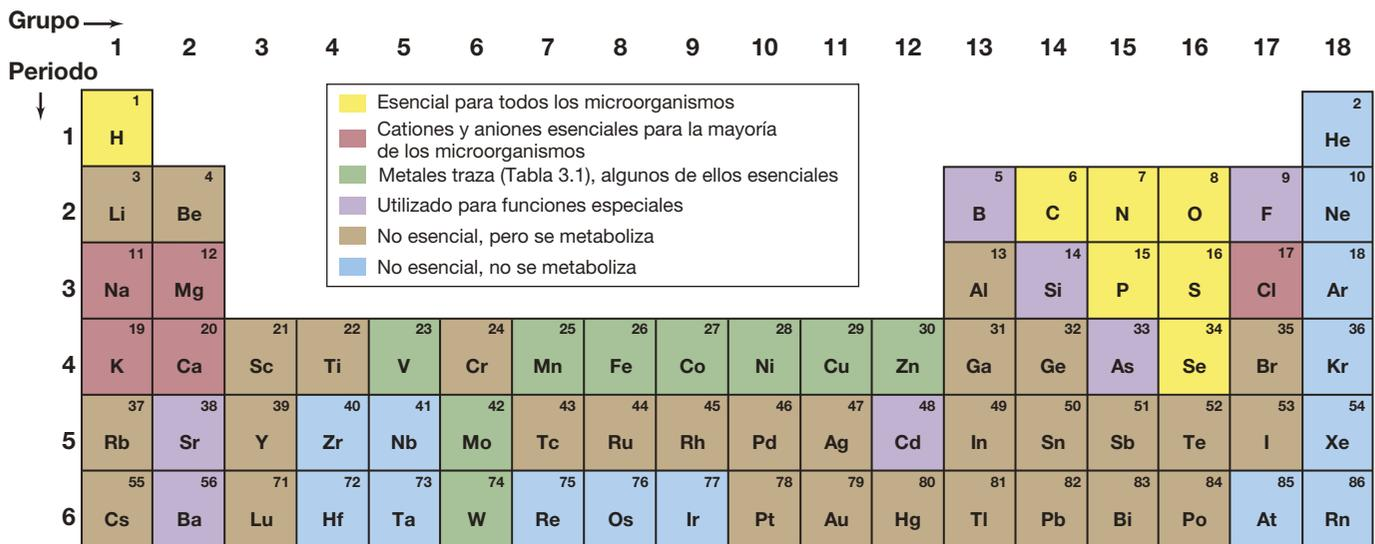 Grupo
1 2 3 4 5 6 7 8 9 10 11 12 13 14 15 16 17 18
Periodo
Esencial para todos los microorganismos
Cationes y aniones esenciales para la mayoría
de los microorganismos
Metales traza (Tabla 3.1), algunos de ellos esenciales
Utilizado para funciones especiales
No esencial, pero se metaboliza
No esencial, no se metaboliza
1 2
1 H He
3 4 5 6 7 8 9 10
2 Li Be B C N O F Ne
11 12 13 14 15 16 17 18
3 Na Mg Al Si P S Cl Ar
19 20 21 22 23 24 25 26 27 28 29 30 31 32 33 34 35 36
4 K Ca Sc Ti V Cr Mn Fe Co Ni Cu Zn Ga Ge As Se Br Kr
37 38 39 40 41 42 43 44 45 46 47 48 49 50 51 52 53 54
5 Rb Sr Y Zr Nb Mo Tc Ru Rh Pd Ag Cd In Sn Sb Te I Xe
55 56 71 72 73 74 75 76 77 78 79 80 81 82 83 84 85 86
6 Cs Ba Lu Hf Ta W Re Os Ir Pt Au Hg Tl Pb Bi Po At Rn